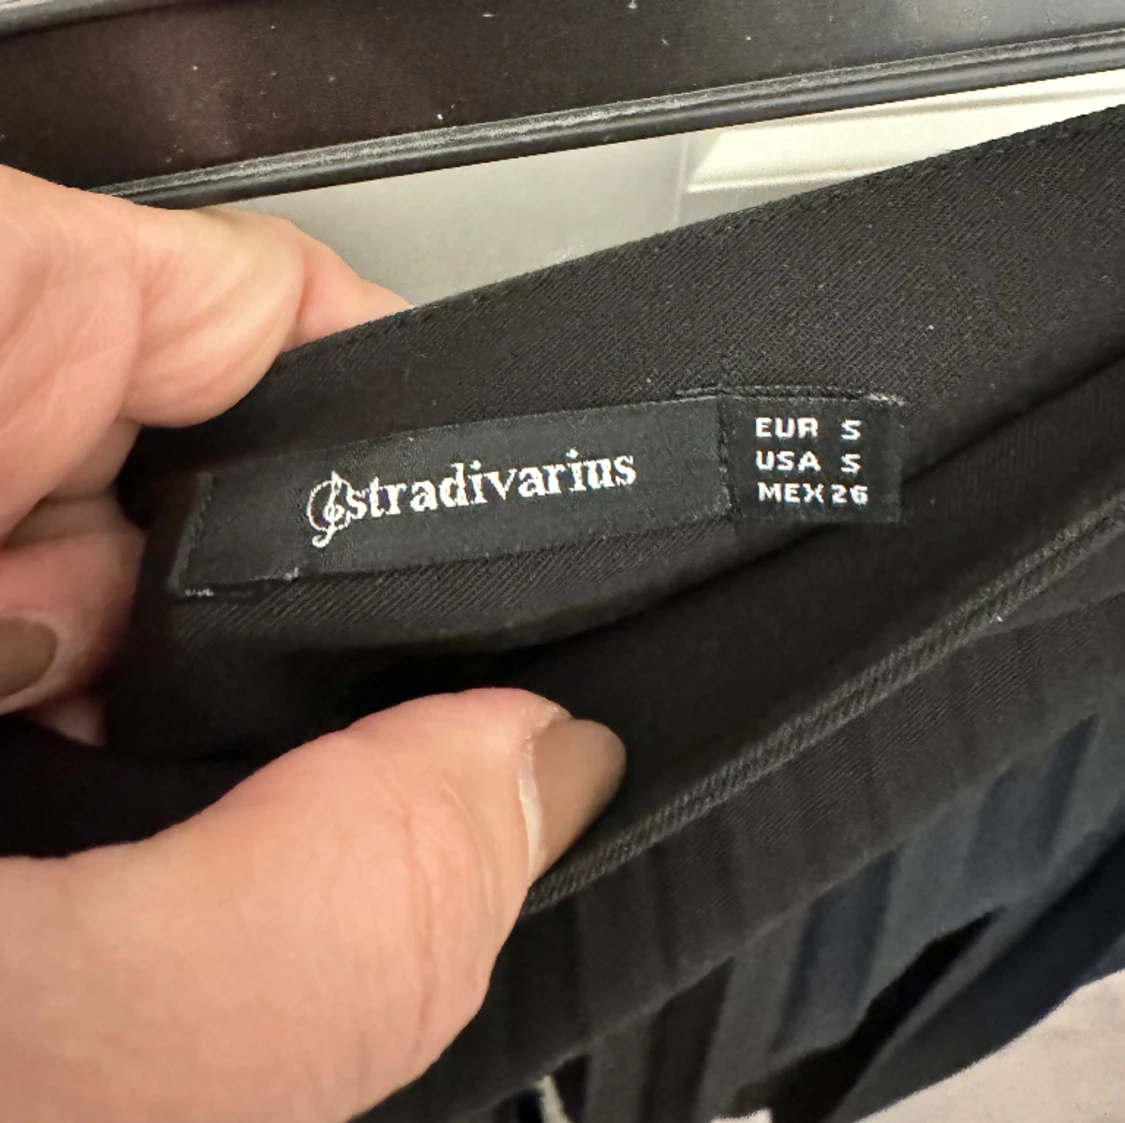 stradivarius
EUR S
USA S
MEX 26